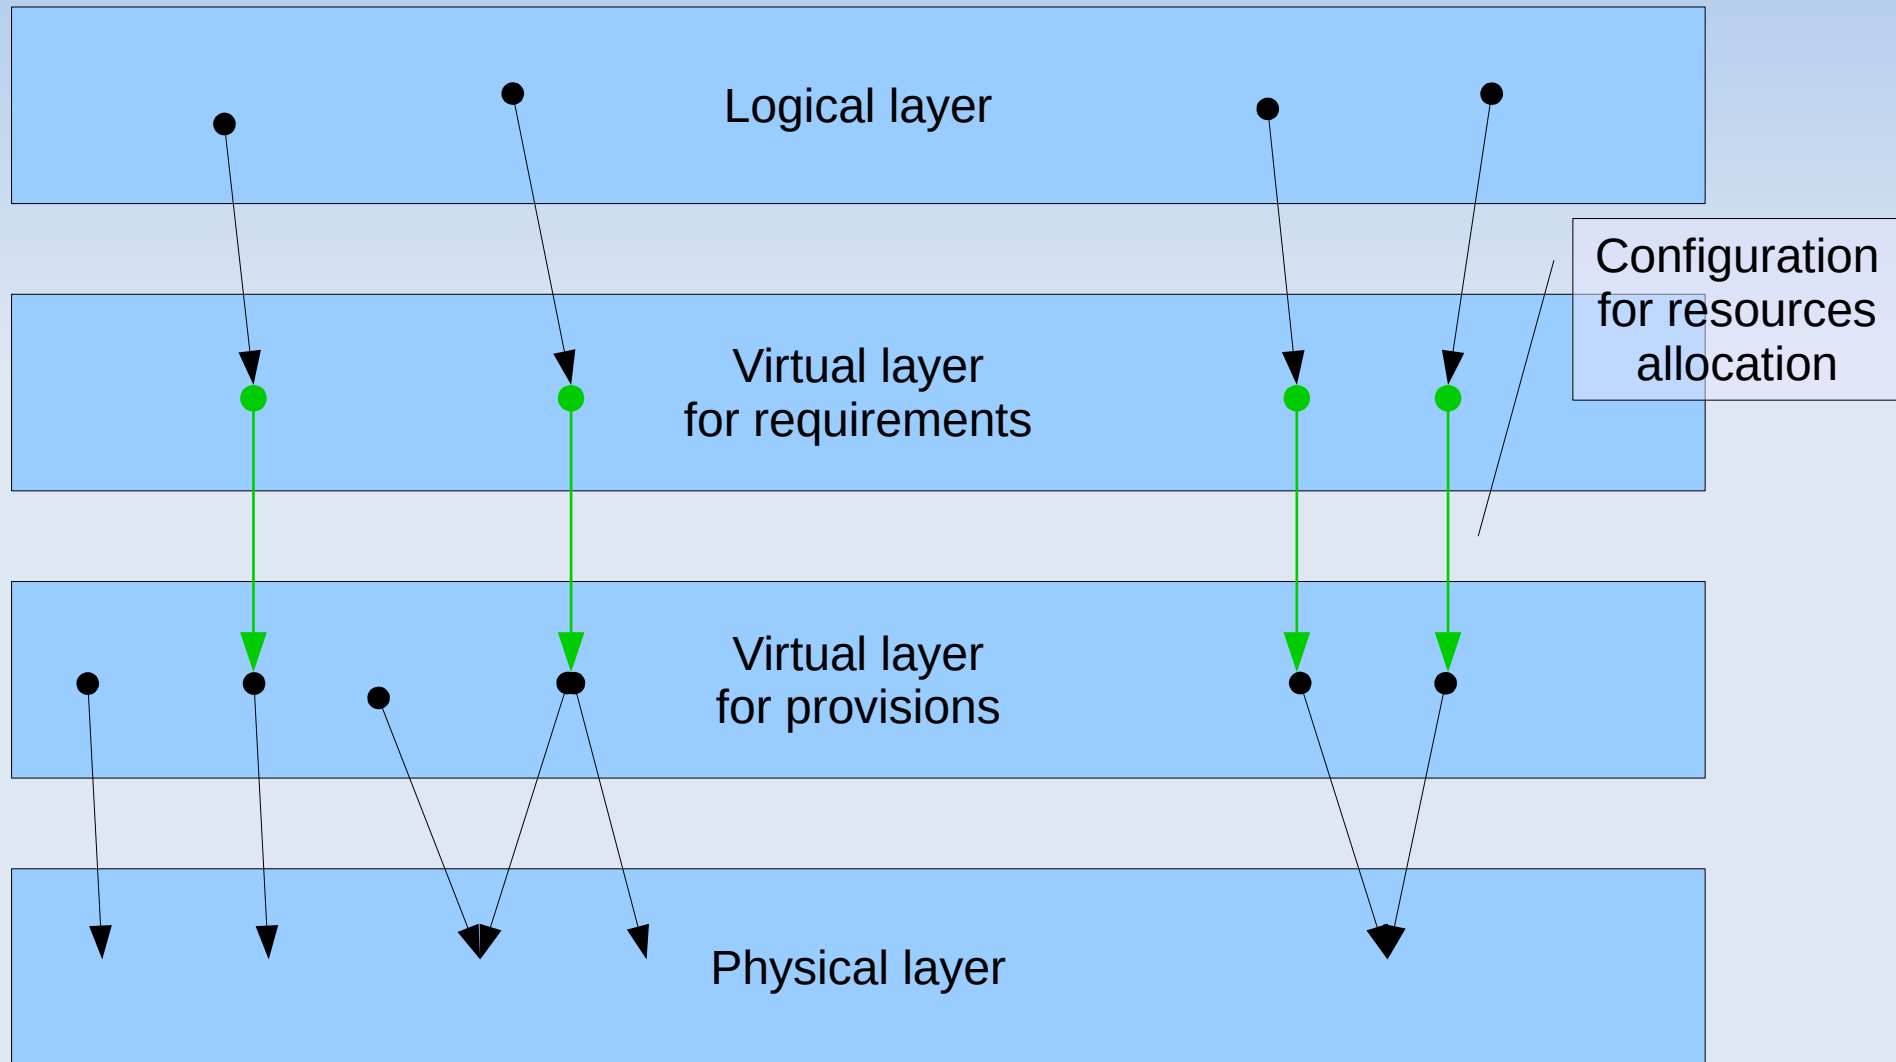 Logical layer
Configuration
for resources
allocation
Virtual layer
for requirements
Virtual layer
for provisions
Physical layer